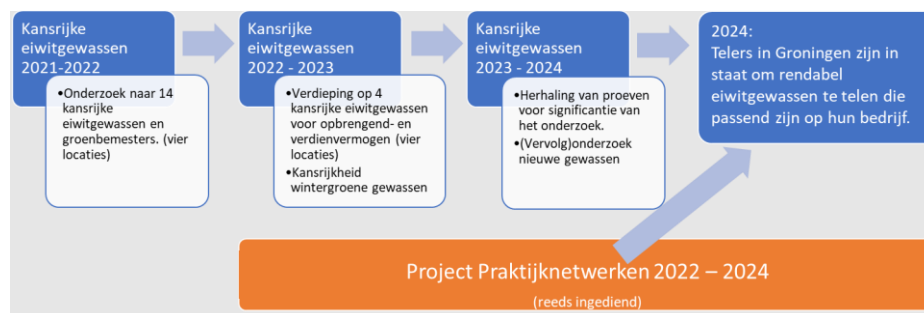 Kansrijke
eiwitgewassen
2021-2022
•Onderzoek naar 14
kansrijke
eiwitgewassen en
groenbemesters. (vier
locaties)
Kansrijke
eiwitgewassen
2022 - 2023
•Verdieping op 4
kansrijke eiwitgewassen
voor opbrengend- en
verdienvermogen (vier
locaties)
•Kansrijkheid
wintergroene gewassen
Kansrijke
eiwitgewassen
2023 - 2024
•Herhaling van proeven
voor significantie van
het onderzoek.
•(Vervolg)onderzoek
nieuwe gewassen
2024:
Telers in Groningen zijn in
staat om rendabel
eiwitgewassen te telen die
passend zijn op hun bedrijf.
Project Praktijknetwerken 2022 – 2024
(reeds ingediend)